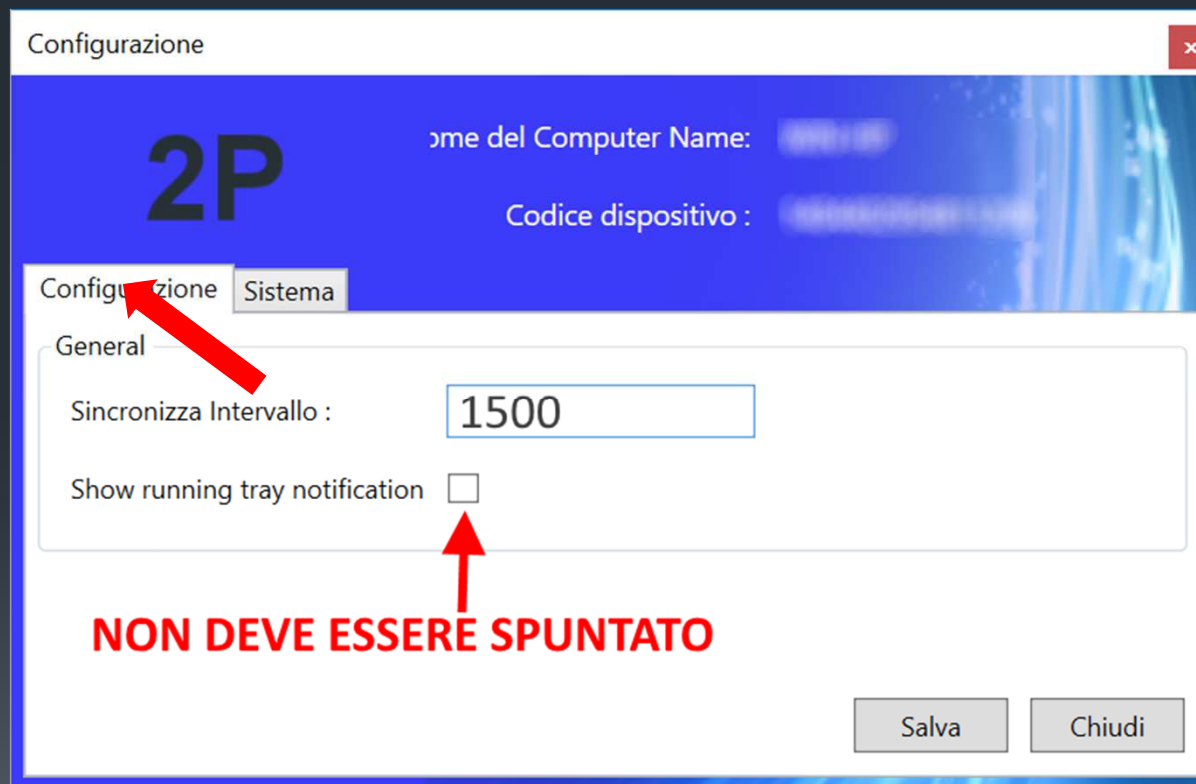 Configurazione
x
2P
ome del Computer Name:
Codice dispositivo :
Configurazione
Sistema
General
Sincronizza Intervallo :
1500
Show running tray notification
NON DEVE ESSERE SPUNTATO
Salva
Chiudi